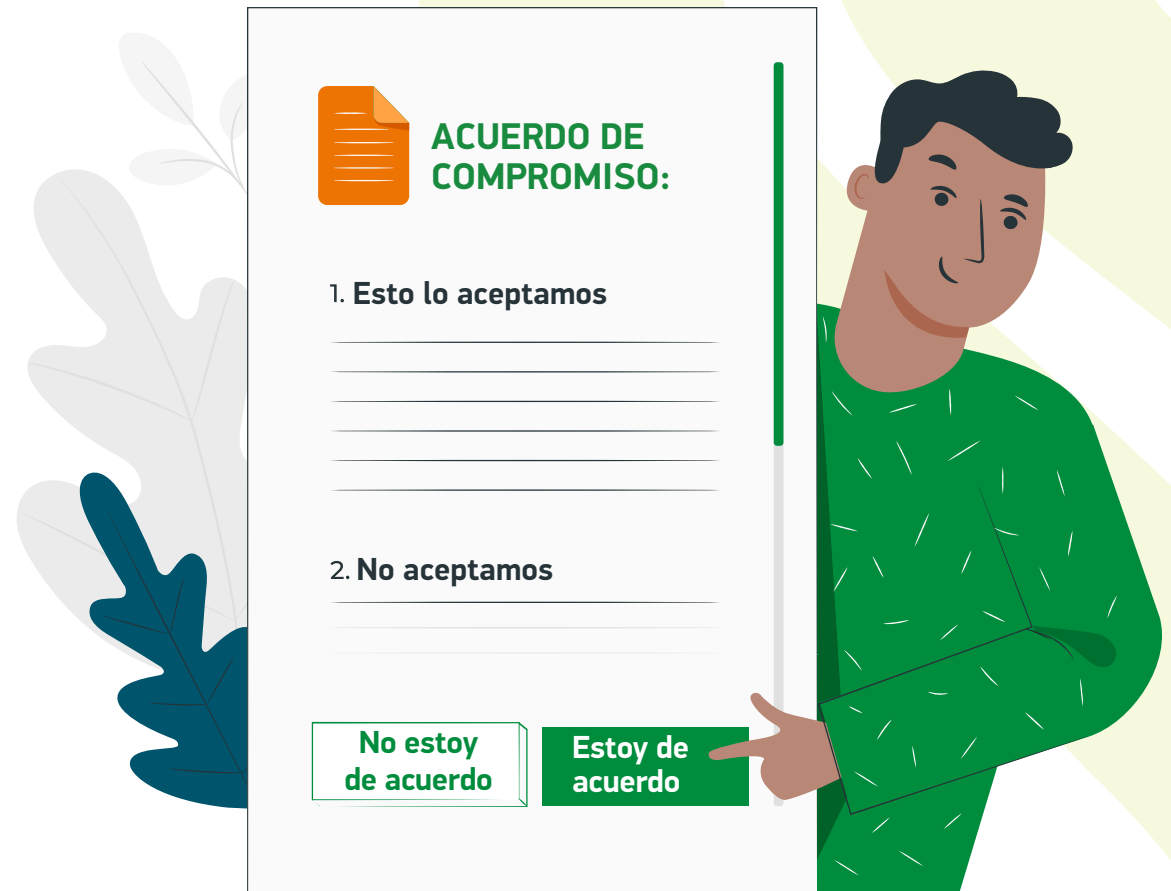 ACUERDO DE
COMPROMISO:
1. Esto lo aceptamos
2. No aceptamos
No estoy
de acuerdo
Estoy de
acuerdo